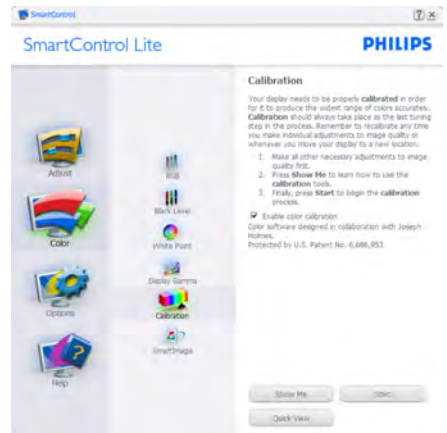 SmartControl
SmartControl Lite
PHILIPS
Adjust
Color
Options
Help
RGB
Black Level
White Point
Display Gamma
Calibration
SmartImage
Calibration
Your display needs to be properly calibrated in order
for it to produce the widest range of colors accurately.
Calibration should always take place as the last tuning
step in the process. Remember to recalibrate any time
you make individual adjustments to image quality or
whenever you move your display to a new location.
1. Make all other necessary adjustments to image
quality first.
2. Press Show Me to learn how to use the
calibration tools.
3. Finally, press Start to begin the calibration
process.
Enable color calibration
Color software designed in collaboration with Joseph
Holmes.
Protected by U.S. Patent No. 6,686,953
Show Me
Start
Quick View